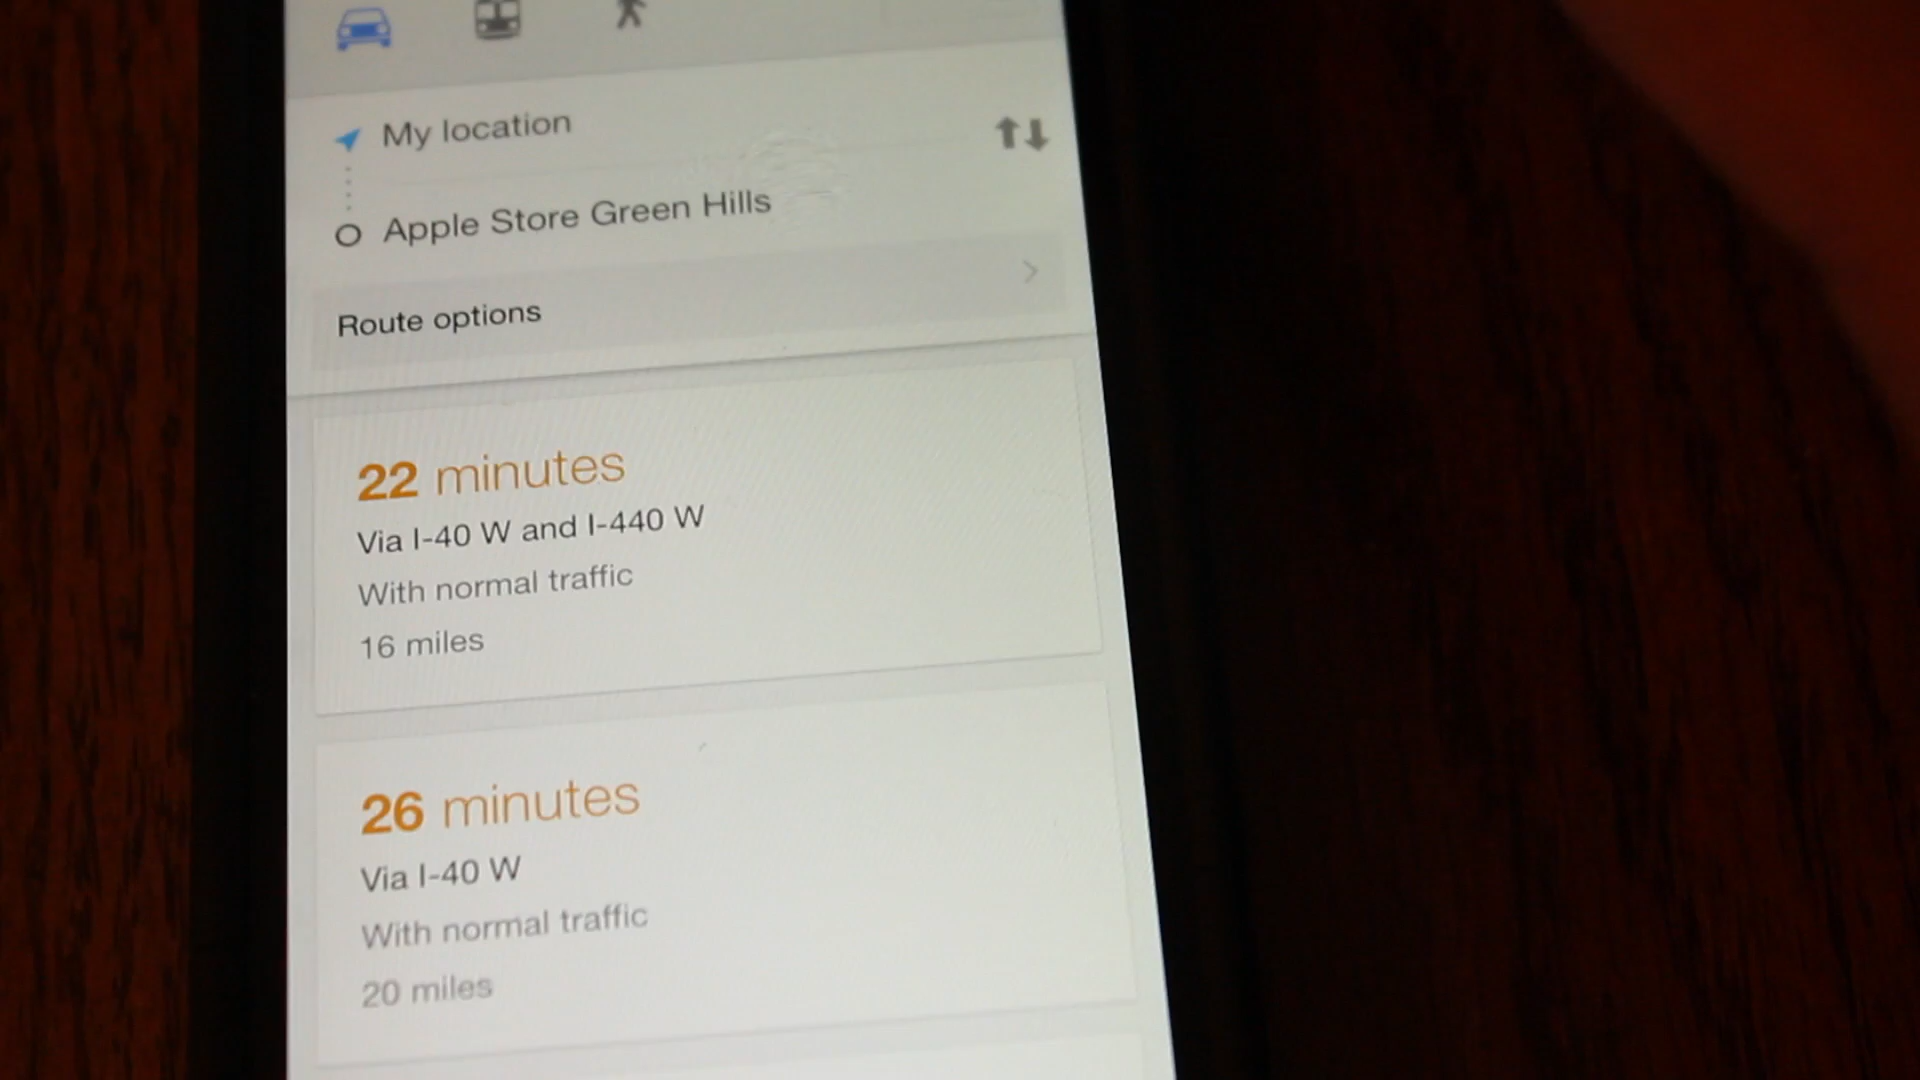 My location
Apple Store Green Hills
Route options
22 minutes
Via I-40 W and I-440 W
With normal traffic
16 miles
26 minutes
Via I-40 W
With normal traffic
20 miles